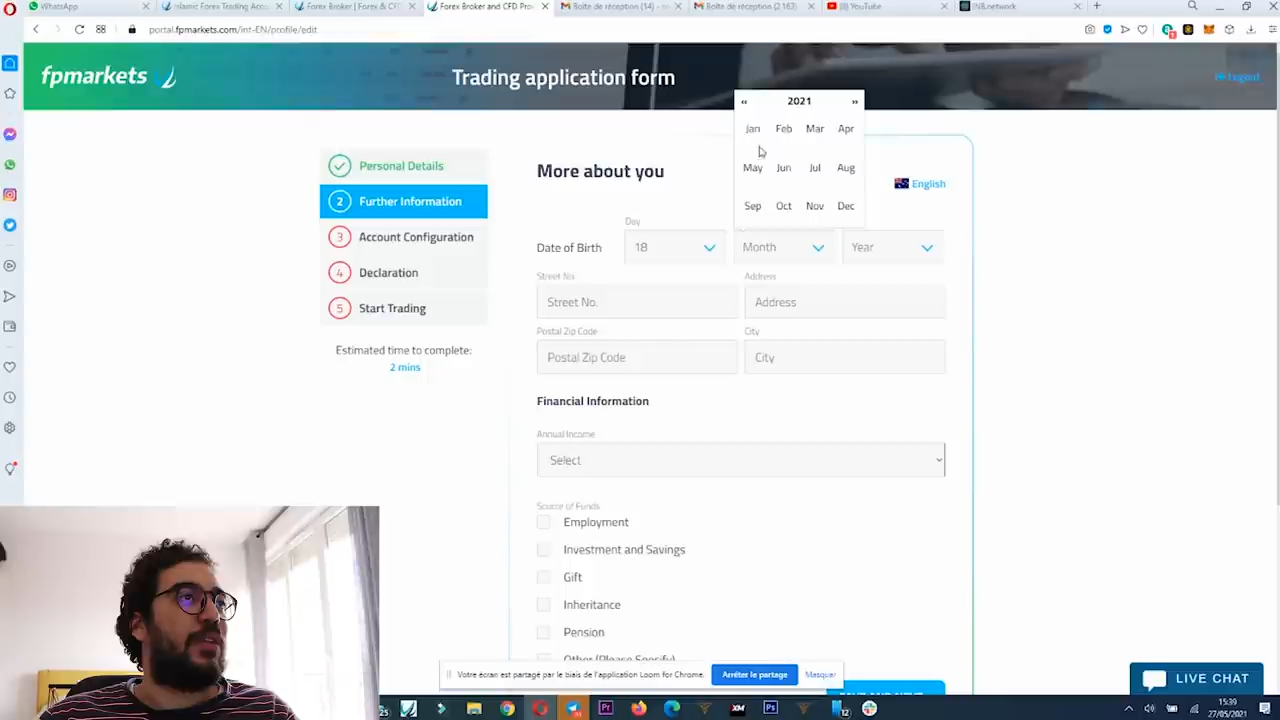 WhatsApp
Islamic Forex Trading Acco
Forex Broker | Forex & CF
Forex Broker and CFD Pro
Boîte de réception (14) - m
Boîte de réception (2 163)
YouTube
INB.network
portal.fpmarkets.com/int-EN/profile/edit
fpmarkets
Trading application form
Logout
« 2021 »
Jan Feb Mar Apr
May Jun Jul Aug
Sep Oct Nov Dec
Personal Details
2 Further Information
3 Account Configuration
4 Declaration
5 Start Trading
Estimated time to complete:
2 mins
More about you
English
Day
Date of Birth 18 Month Year
Street No. Address
Street No. Address
Postal Zip Code City
Postal Zip Code City
Financial Information
Annual Income
Select
Source of Funds
Employment
Investment and Savings
Gift
Inheritance
Pension
Other (Please Specify)
Votre écran est partagé par le biais de l'application Loom for Chrome.
Arrêter le partage
Masquer
LIVE CHAT
15:39
27/05/2021